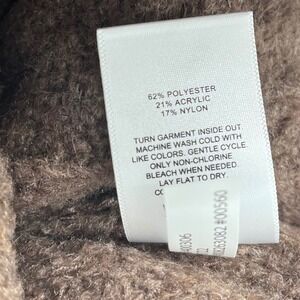 62% POLYESTER
21% ACRYLIC
17% NYLON
TURN GARMENT INSIDE OUT
MACHINE WASH COLD WITH
LIKE COLORS. GENTLE CYCLE.
ONLY NON-CHLORINE
BLEACH WHEN NEEDED
LAY FLAT TO DRY.
#00560